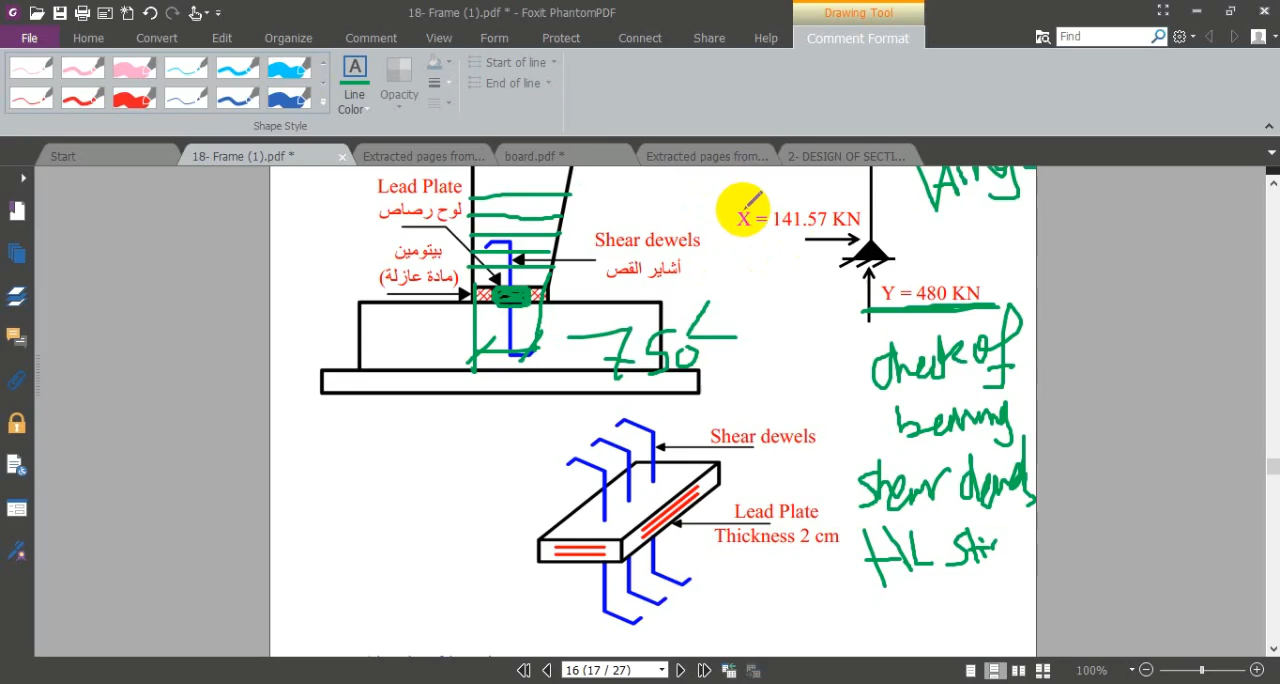 18- Frame (1).pdf * - Foxit PhantomPDF
Drawing Tool
File Home Convert Edit Organize Comment View Form Protect Connect Share Help Comment Format
Find
A
Line Color
Opacity
Start of line
End of line
Shape Style
Start
18- Frame (1).pdf *
Extracted pages from...
board.pdf *
Extracted pages from...
2- DESIGN OF SECTI...
Lead Plate
لوح رصاص
بيتومين
(مادة عازلة)
Shear dewels
أشاير القص
X = 141.57 KN
Y = 480 KN
750
check of
bearing
shear dewels
HL stir
Shear dewels
Lead Plate
Thickness 2 cm
16 (17 / 27)
100%